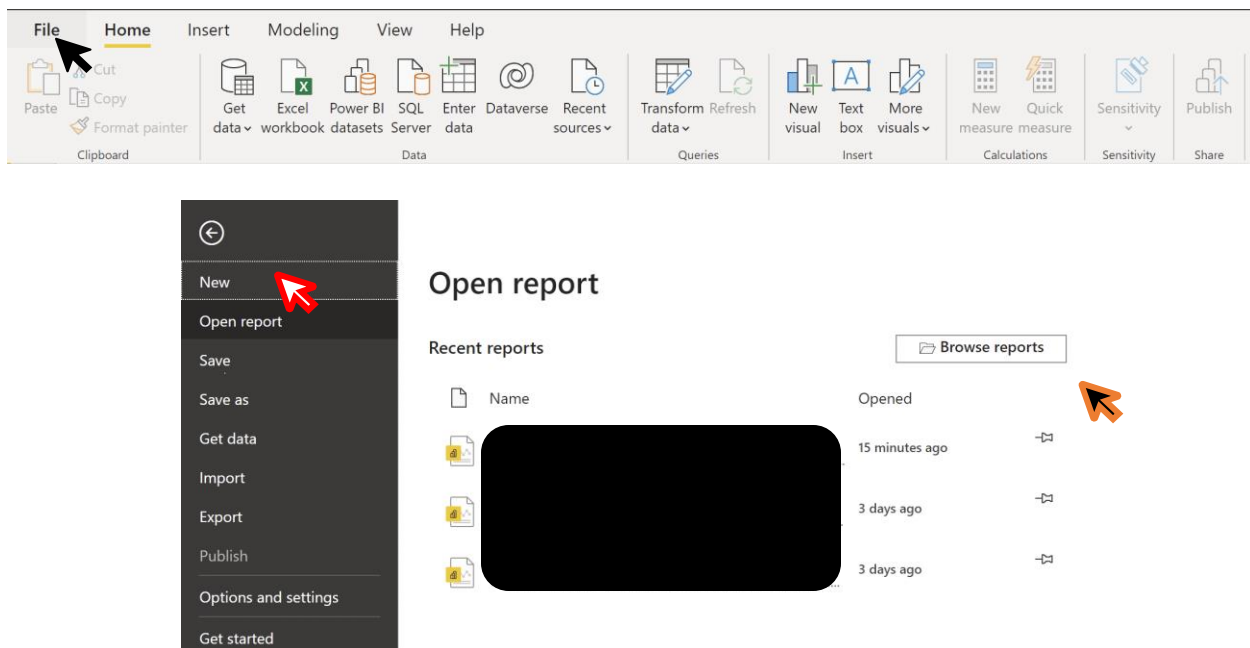 File Home Insert Modeling View Help
Cut
Copy
Format painter
Paste
Get data
Excel workbook
Power BI datasets
SQL Server
Enter data
Dataverse
Recent sources
Transform data
Refresh
New visual
Text box
A
More visuals
New measure
Quick measure
Sensitivity
Publish
Clipboard Data Queries Insert Calculations Sensitivity Share
New
Open report
Save
Save as
Get data
Import
Export
Publish
Options and settings
Get started
Open report
Recent reports Browse reports
Name Opened
15 minutes ago
3 days ago
3 days ago